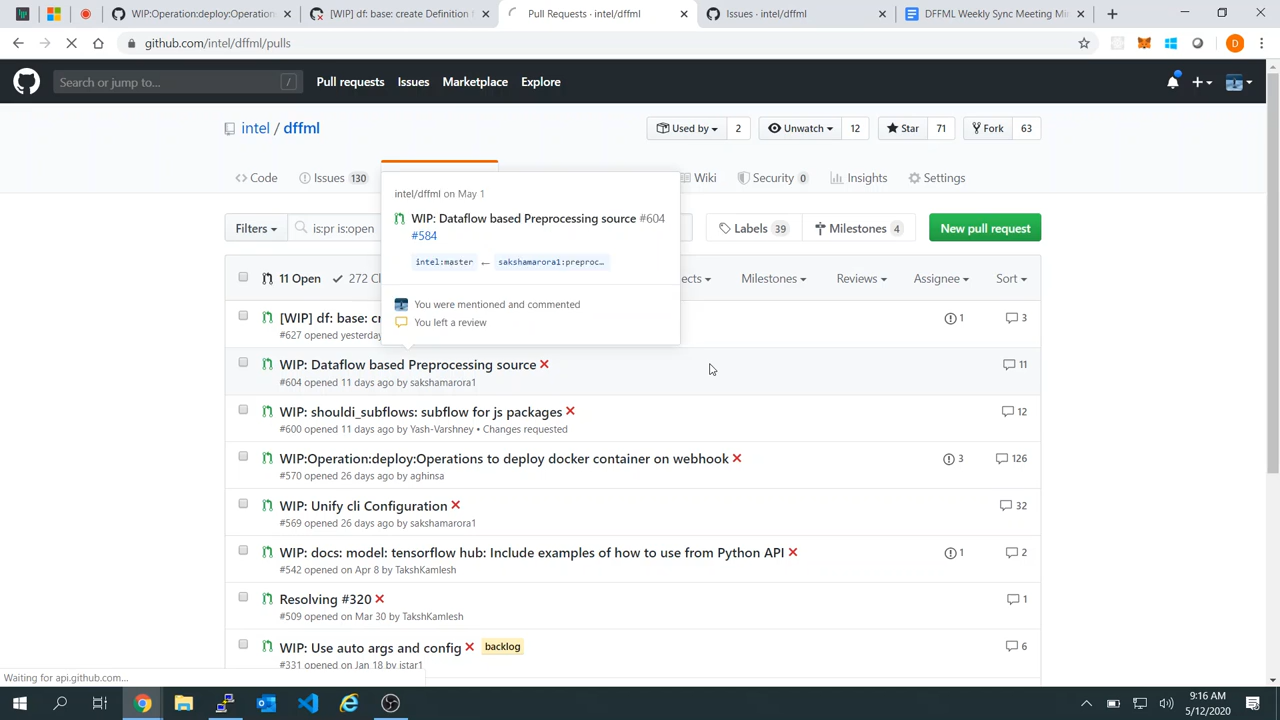 WIP:Operation:deploy:Operation:
[WIP] df: base: create Definition
Pull Requests · intel/dffml
Issues · intel/dffml
DFFML Weekly Sync Meeting Min
github.com/intel/dffml/pulls
D
Search or jump to...
/
Pull requests
Issues
Marketplace
Explore
intel / dffml
Used by 2
Unwatch 12
Star 71
Fork 63
Code
Issues 130
Wiki
Security 0
Insights
Settings
intel/dffml on May 1
WIP: Dataflow based Preprocessing source #604
#584
intel:master ← sakshamarora1:preproc…
You were mentioned and commented
You left a review
Filters
is:pr is:open
Labels 39
Milestones 4
New pull request
11 Open
272 Cl
ects
Milestones
Reviews
Assignee
Sort
[WIP] df: base: cr
1
3
#627 opened yesterda
WIP: Dataflow based Preprocessing source
11
#604 opened 11 days ago by sakshamarora1
WIP: shouldi_subflows: subflow for js packages
12
#600 opened 11 days ago by Yash-Varshney • Changes requested
WIP:Operation:deploy:Operations to deploy docker container on webhook
3
126
#570 opened 26 days ago by aghinsa
WIP: Unify cli Configuration
32
#569 opened 26 days ago by sakshamarora1
WIP: docs: model: tensorflow hub: Include examples of how to use from Python API
1
2
#542 opened on Apr 8 by TakshKamlesh
Resolving #320
1
#509 opened on Mar 30 by TakshKamlesh
WIP: Use auto args and config backlog
6
#331 opened on Jan 18 by istar1
Waiting for api.github.com...
9:16 AM
5/12/2020